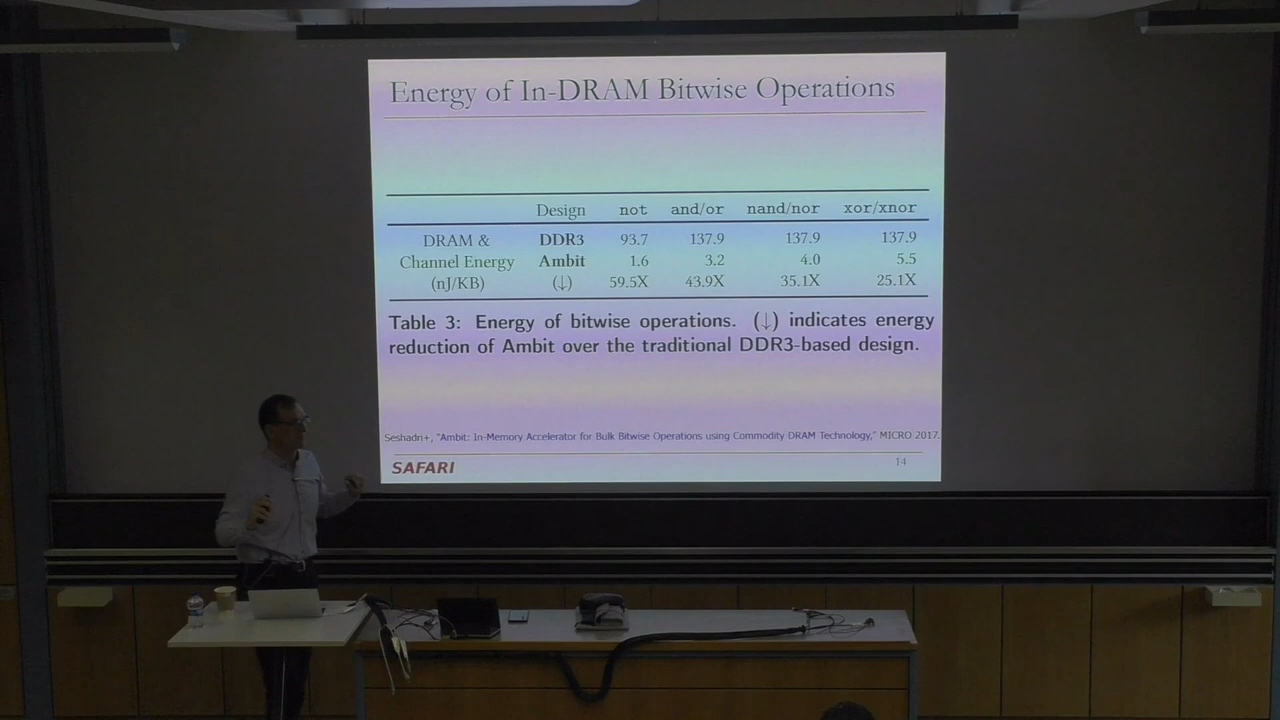 Energy of In-DRAM Bitwise Operations
Design not and/or nand/nor xor/xnor
DRAM & DDR3 93.7 137.9 137.9 137.9
Channel Energy Ambit 1.6 3.2 4.0 5.5
(nJ/KB) (↓) 59.5X 43.9X 35.1X 25.1X
Table 3: Energy of bitwise operations. (↓) indicates energy
reduction of Ambit over the traditional DDR3-based design.
Seshadri+, "Ambit: In-Memory Accelerator for Bulk Bitwise Operations using Commodity DRAM Technology," MICRO 2017.
SAFARI 14